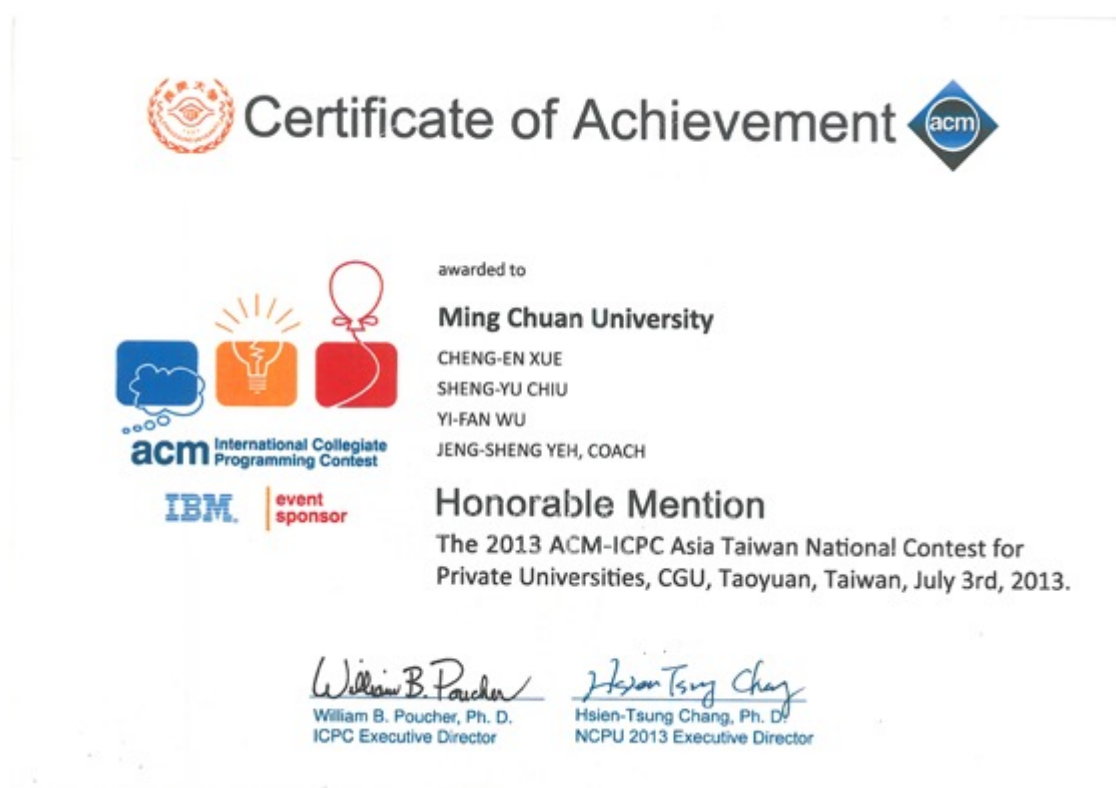 Certificate of Achievement
acm
awarded to
Ming Chuan University
CHENG-EN XUE
SHENG-YU CHIU
YI-FAN WU
JENG-SHENG YEH, COACH
acm International Collegiate
Programming Contest
IBM. event
sponsor
Honorable Mention
The 2013 ACM-ICPC Asia Taiwan National Contest for
Private Universities, CGU, Taoyuan, Taiwan, July 3rd, 2013.
William B. Poucher
Hsien Tsung Chang
William B. Poucher, Ph. D.
ICPC Executive Director
Hsien-Tsung Chang, Ph. D.
NCPU 2013 Executive Director